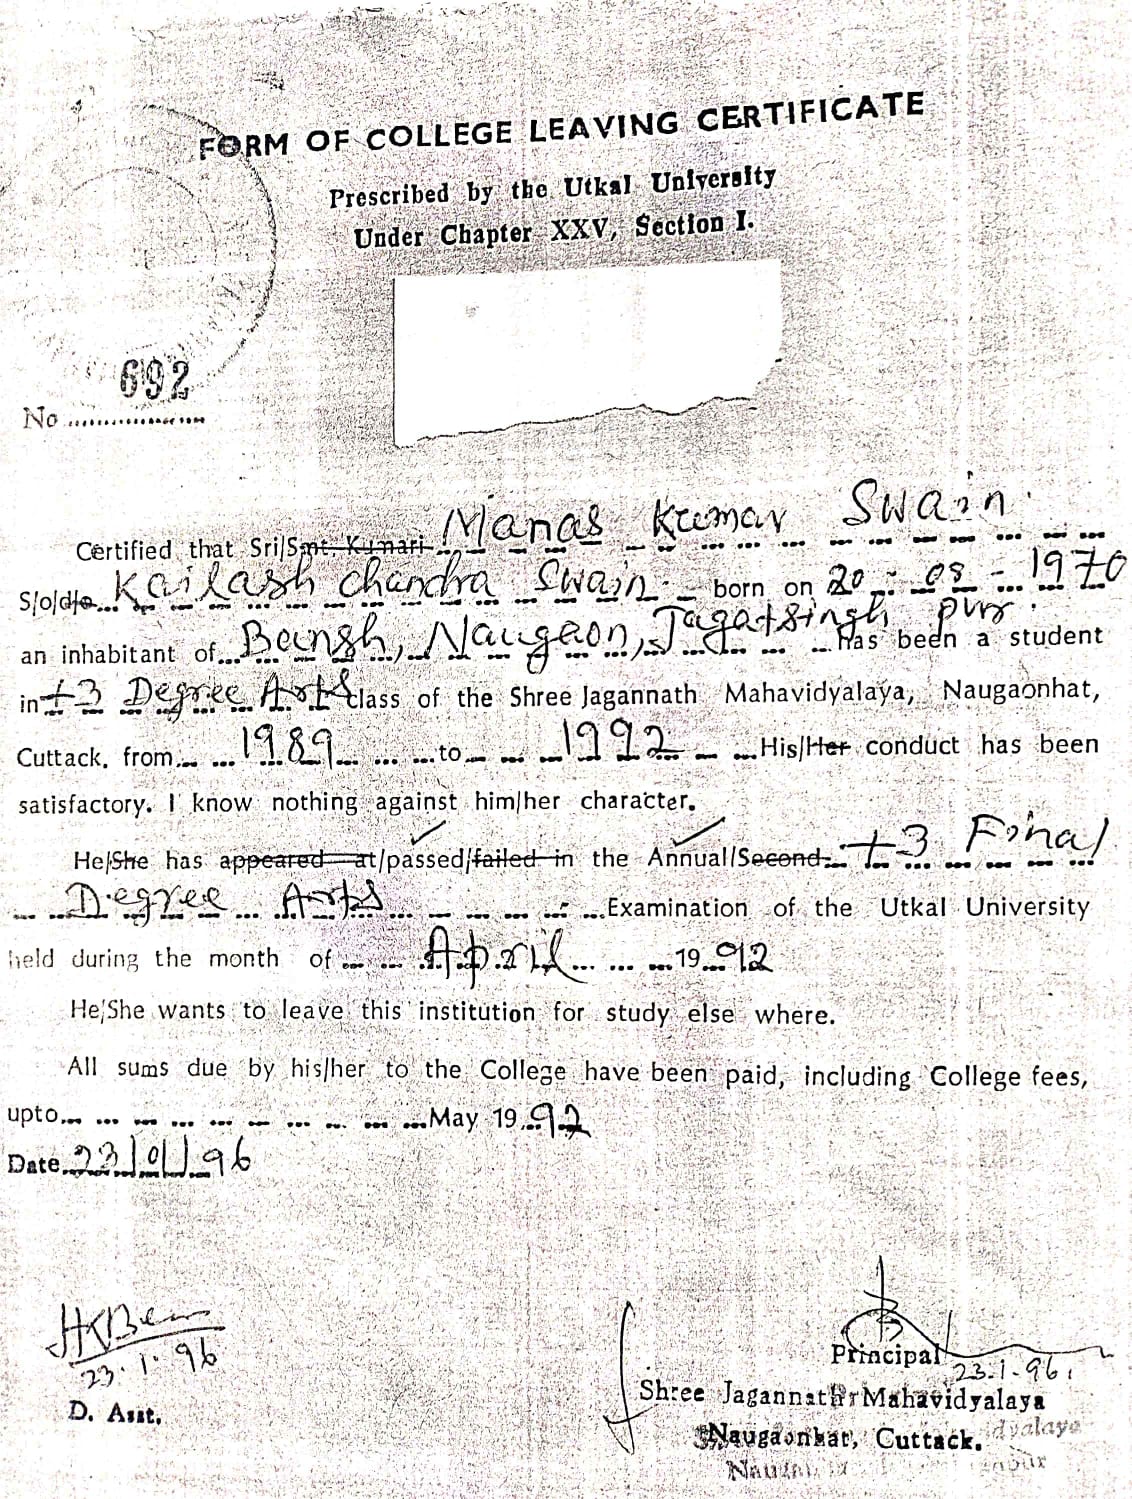 FORM OF COLLEGE LEAVING CERTIFICATE
Prescribed by the Utkal University
Under Chapter XXV, Section I.
692
No
Certified that Sri/Smt. Kumari Manas Kumar Swain
S/o/d/o Kailash Chandra Swain born on 20-08-1970
an inhabitant of Naugaon, Jagatsingh pur. has been a student
in +3 Degree Arts Class of the Shree Jagannath Mahavidyalaya, Naugaonhat,
Cuttack. from 1989 to 1992 His/Her conduct has been
satisfactory. I know nothing against him/her character.
He/She has appeared at/passed/failed in the Annual/Second +3 Final
Degree Arts Examination of the Utkal University
held during the month of April 1992
He/She wants to leave this institution for study else where.
All sums due by his/her to the College have been paid, including College fees,
upto May 1992
Date 23/01/96
23.1.96
D. Asst.
Principal
23.1.96.
Shree Jagannath Mahavidyalaya
Naugaonhat, Cuttack.